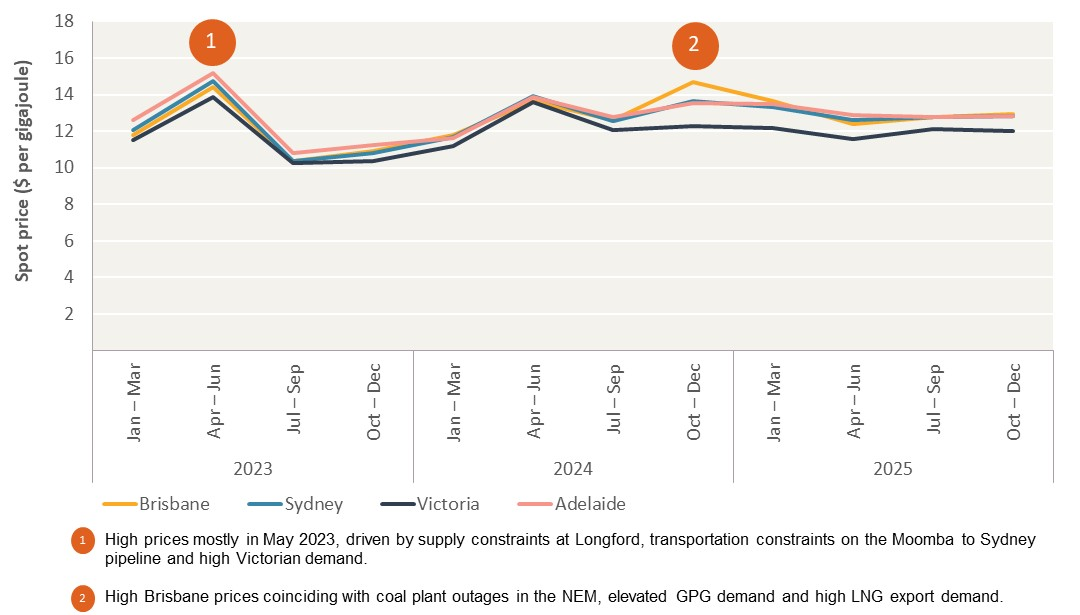 18
16
14
12
10
8
6
4
2
Spot price ($ per gigajoule)
1
2
Jan – Mar
Apr – Jun
Jul – Sep
Oct – Dec
Jan – Mar
Apr – Jun
Jul – Sep
Oct – Dec
Jan – Mar
Apr – Jun
Jul – Sep
Oct – Dec
2023
2024
2025
Brisbane Sydney Victoria Adelaide
1 High prices mostly in May 2023, driven by supply constraints at Longford, transportation constraints on the Moomba to Sydney
pipeline and high Victorian demand.
2 High Brisbane prices coinciding with coal plant outages in the NEM, elevated GPG demand and high LNG export demand.